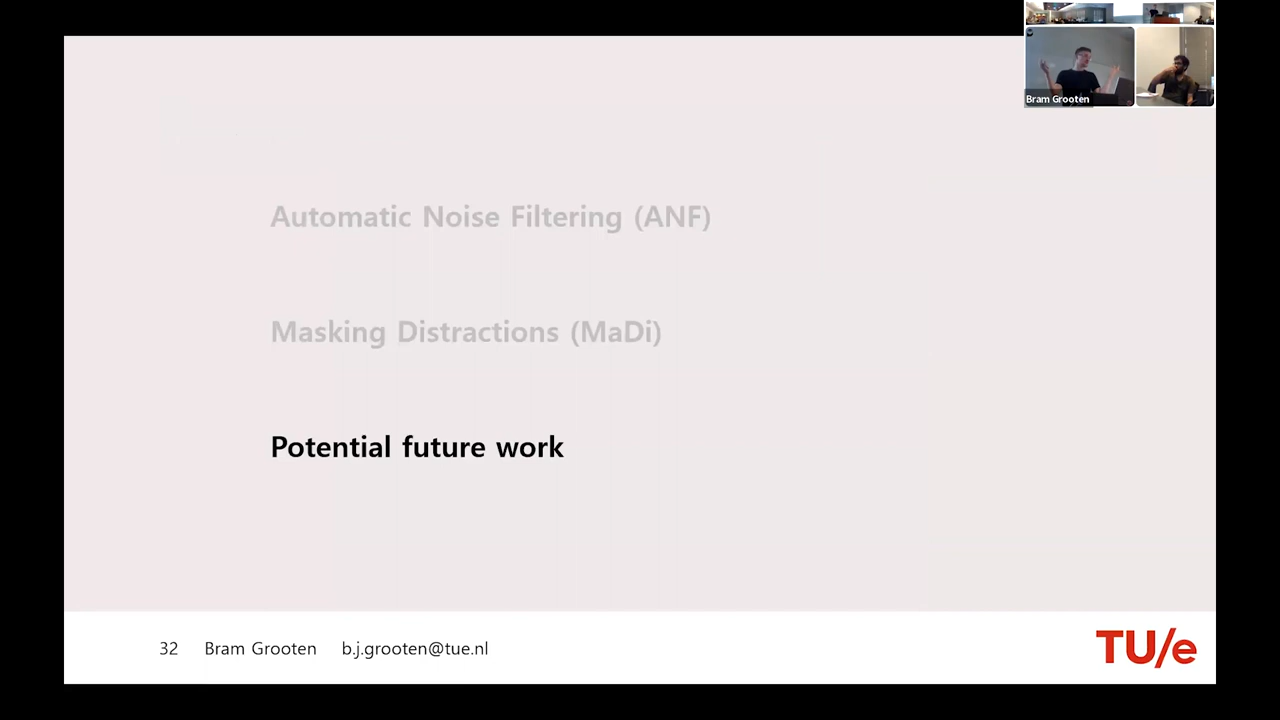 Bram Grooten
Automatic Noise Filtering (ANF)
Masking Distractions (MaDi)
Potential future work
32 Bram Grooten b.j.grooten@tue.nl
TU/e